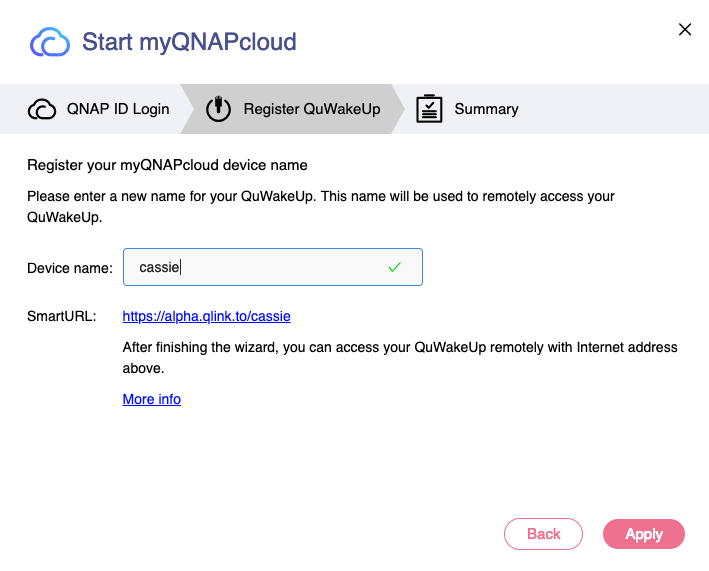 Start myQNAPcloud
QNAP ID Login
Register QuWakeUp
Summary
Register your myQNAPcloud device name
Please enter a new name for your QuWakeUp. This name will be used to remotely access your
QuWakeUp.
Device name: cassie
SmartURL: https://alpha.qlink.to/cassie
After finishing the wizard, you can access your QuWakeUp remotely with Internet address
above.
More info
Back
Apply